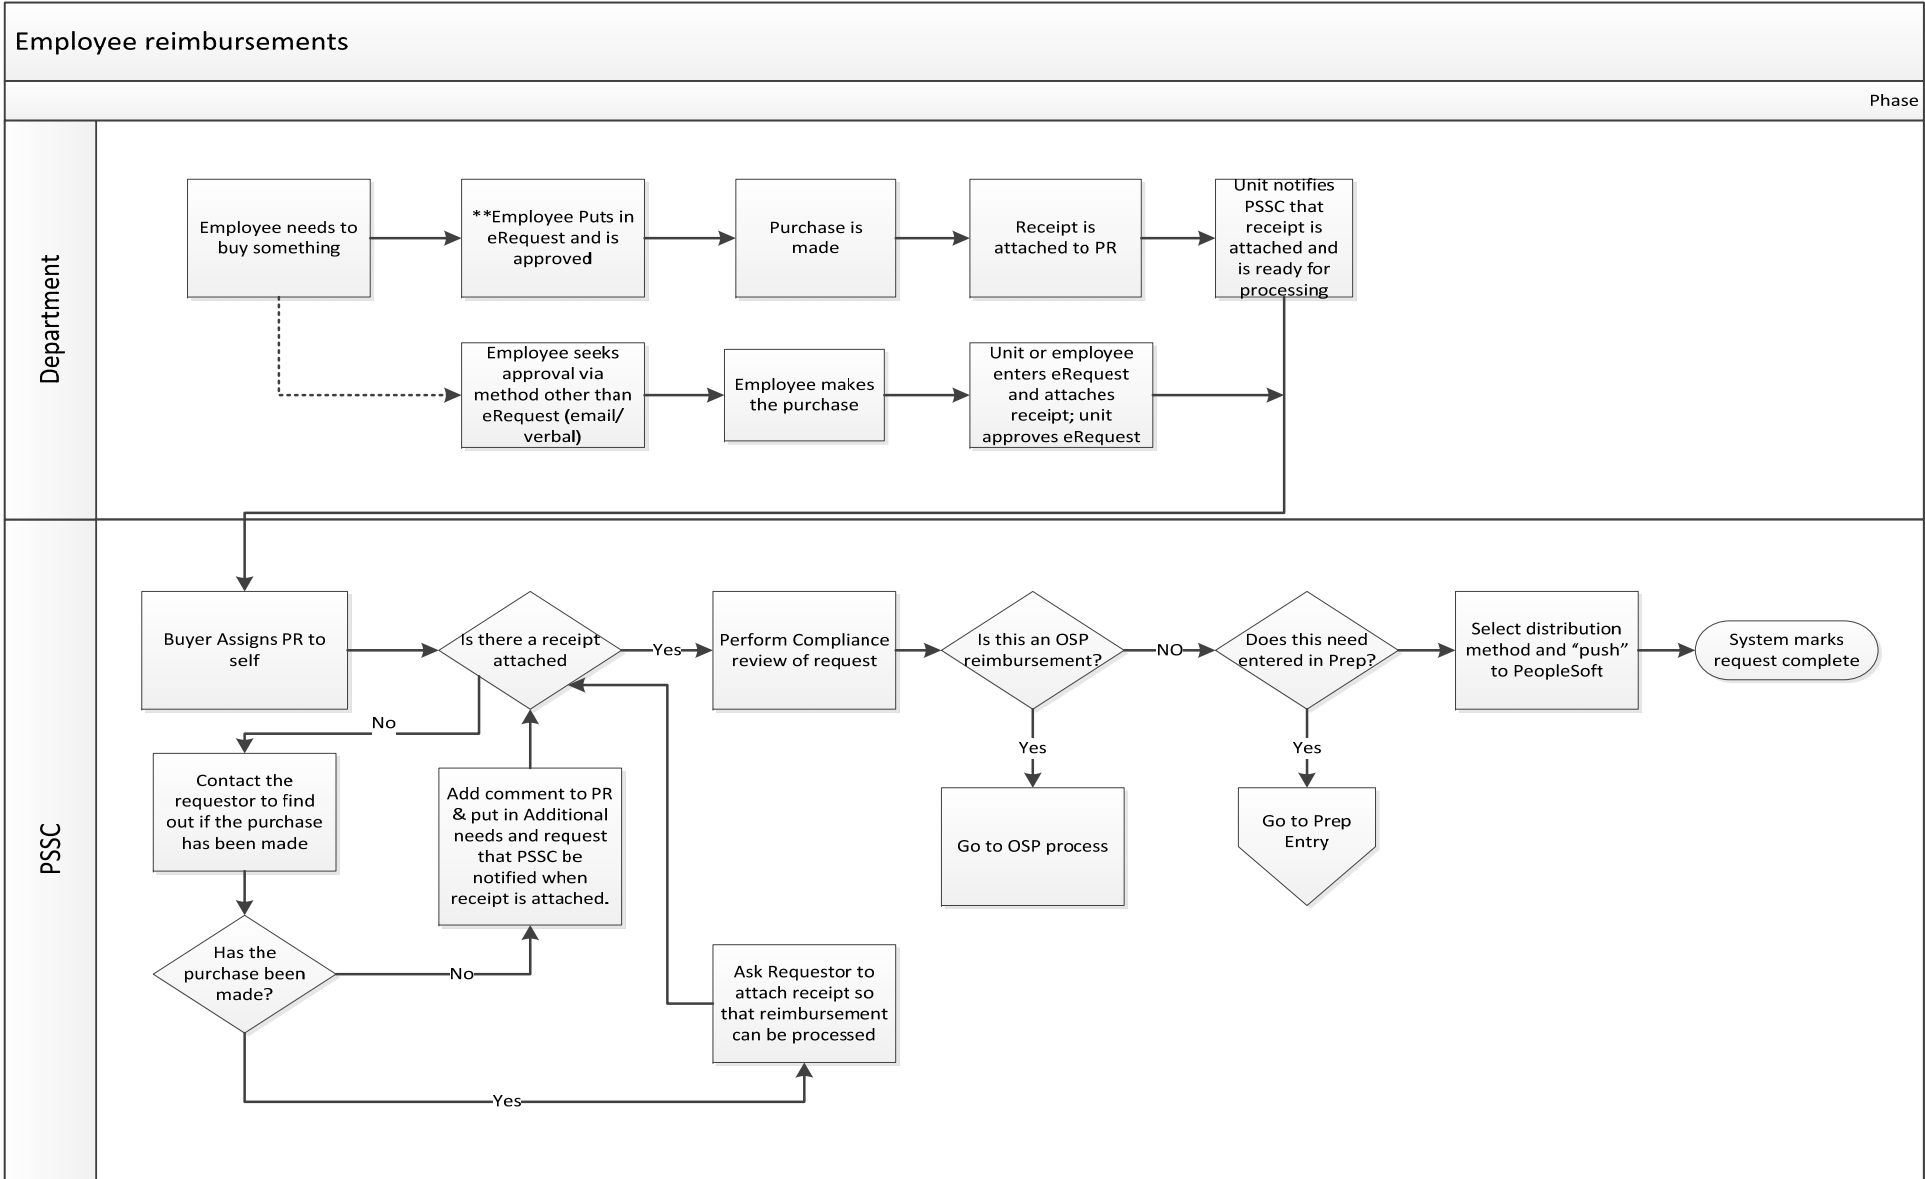 Employee reimbursements
Phase
Department
Employee needs to
buy something
**Employee Puts in
eRequest and is
approved
Purchase is
made
Receipt is
attached to PR
Unit notifies
PSSC that
receipt is
attached and
is ready for
processing
Employee seeks
approval via
method other than
eRequest (email/
verbal)
Employee makes
the purchase
Unit or employee
enters eRequest
and attaches
receipt; unit
approves eRequest
PSSC
Buyer Assigns PR to
self
Is there a receipt
attached
Yes
Perform Compliance
review of request
Is this an OSP
reimbursement?
NO
Does this need
entered in Prep?
Select distribution
method and “push”
to PeopleSoft
System marks
request complete
No
Yes
Yes
Contact the
requestor to find
out if the purchase
has been made
Add comment to PR
& put in Additional
needs and request
that PSSC be
notified when
receipt is attached.
Go to OSP process
Go to Prep
Entry
Has the
purchase been
made?
No
Ask Requestor to
attach receipt so
that reimbursement
can be processed
Yes